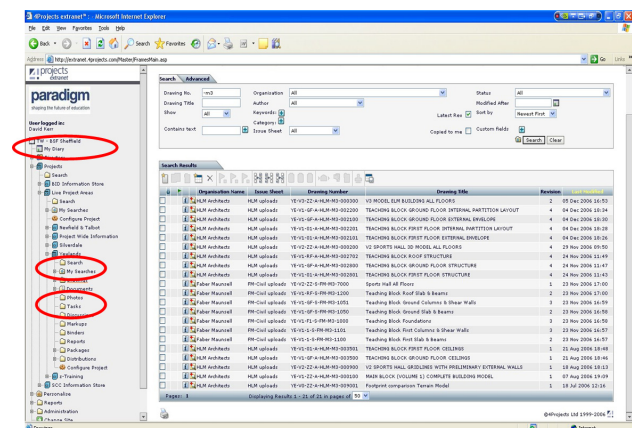 4Projects extranet™ : - Microsoft Internet Explorer
File Edit View Favorites Tools Help
Back Search Favorites
Address http://extranet.4projects.com/Master/FramesMain.asp Go Links
4projects
extranet
paradigm
shaping the future of education
User logged in:
David Kerr
TW - BSF Sheffield
My Diary
Projects
Search
BID Information Store
Live Project Areas
Search
My Searches
Configure Project
Newfield & Talbot
Project Wide Information
Silverdale
Yewlands
Search
My Searches
Documents
Photos
Tasks
Discussions
Markups
Binders
Reports
Packages
Distributions
Configure Project
e-Training
SCC Information Store
Personalise
Reports
Administration
Change Site
Search Advanced
Drawing No. -m3 Organisation All Status All
Drawing Title Author All Modified After
Show All Keywords: Latest Rev Sort by Newest First
Category:
Contains text Issue Sheet All Copied to me Custom fields
Search Clear
Search Results
Organisation Name Issue Sheet Drawing Number Drawing Title Revision Last Modified
HLM Architects HLM uploads YE-V3-ZZ-A-HLM-M3-000300 V3 MODEL ELM BUILDING ALL FLOORS 2 05 Dec 2006 16:53
HLM Architects HLM uploads YE-V1-GF-A-HLM-M3-002200 TEACHING BLOCK GROUND FLOOR INTERNAL PARTITION LAYOUT 4 04 Dec 2006 18:34
HLM Architects HLM uploads YE-V1-GF-A-HLM-M3-002100 TEACHING BLOCK GROUND FLOOR EXTERNAL ENVELOPE 4 04 Dec 2006 18:30
HLM Architects HLM uploads YE-V1-01-A-HLM-M3-002201 TEACHING BLOCK FIRST FLOOR INTERNAL PARTITION LAYOUT 4 04 Dec 2006 18:28
HLM Architects HLM uploads YE-V1-01-A-HLM-M3-002101 TEACHING BLOCK FIRST FLOOR EXTERNAL ENVELOPE 4 04 Dec 2006 18:26
HLM Architects HLM uploads YE-V2-ZZ-A-HLM-M3-000200 V2 SPORTS HALL 3D MODEL ALL FLOORS 4 29 Nov 2006 09:50
HLM Architects HLM uploads YE-V1-RF-A-HLM-M3-002702 TEACHING BLOCK ROOF STRUCTURE 4 24 Nov 2006 11:49
HLM Architects HLM uploads YE-V1-GF-A-HLM-M3-002800 TEACHING BLOCK GROUND FLOOR STRUCTURE 4 24 Nov 2006 11:47
HLM Architects HLM uploads YE-V1-01-A-HLM-M3-002801 TEACHING BLOCK FIRST FLOOR STRUCTURE 4 24 Nov 2006 11:43
Faber Maunsell FM-Civil uploads YE-V2-ZZ-S-FM-M3-7000 Sports Hall All Floors 1 23 Nov 2006 17:00
Faber Maunsell FM-Civil uploads YE-V1-RF-S-FM-M3-1200 Teaching Block Roof Slab & Beams 2 23 Nov 2006 17:00
Faber Maunsell FM-Civil uploads YE-V1-GF-S-FM-M3-1051 Teaching Block Ground Columns & Shear Walls 3 23 Nov 2006 16:59
Faber Maunsell FM-Civil uploads YE-V1-GF-S-FM-M3-1050 Teaching Block Ground Slab & Beams 2 23 Nov 2006 16:58
Faber Maunsell FM-Civil uploads YE-V1-FL-S-FM-M3-1000 Teaching Block Foundations 2 23 Nov 2006 16:58
Faber Maunsell FM-Civil uploads YE-V1-1-S-FM-M3-1101 Teaching Block First Columns & Shear Walls 3 23 Nov 2006 16:57
Faber Maunsell FM-Civil uploads YE-V1-1-S-FM-M3-1100 Teaching Block First Slab & Beams 2 23 Nov 2006 16:57
HLM Architects HLM uploads YE-V1-01-A-HLM-M3-003501 TEACHING BLOCK FIRST FLOOR CEILINGS 1 21 Aug 2006 18:48
HLM Architects HLM uploads YE-V1-GF-A-HLM-M3-003500 TEACHING BLOCK GROUND FLOOR CEILINGS 1 21 Aug 2006 18:46
HLM Architects HLM uploads YE-V2-ZZ-A-HLM-M3-000900 V2 SPORTS HALL GRIDLINES WITH PRELIMINARY EXTERNAL WALLS 1 18 Aug 2006 18:13
HLM Architects HLM uploads YE-V1-ZZ-A-HLM-M3-000100 MAIN BLOCK (VOLUME 1) COMPLETE BUILDING MODEL 1 07 Aug 2006 19:09
HLM Architects HLM uploads YE-V0-ZZ-A-HLM-M3-009001 Footprint comparison Terrain Model 1 18 Jul 2006 12:16
Pages: 1 Displaying Results 1 - 21 of 21 in pages of 50
©4Projects Ltd 1999-2006
Internet